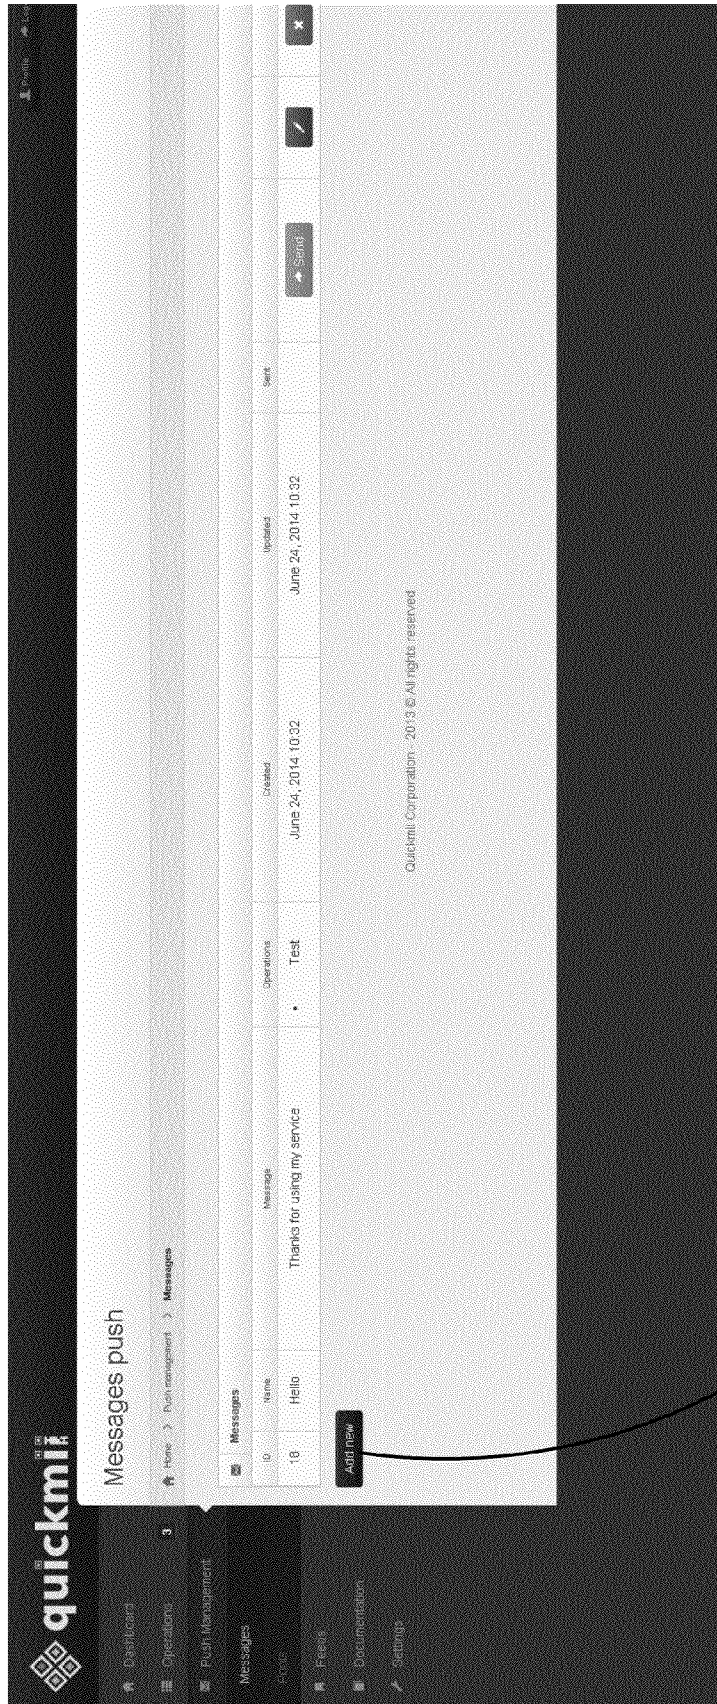 quickmii
Profile
Dashboard
Operations 3
Push Management
Messages
Feeds
Documentation
Settings
Messages push
Home > Push management > Messages
Messages
ID Name Message Operations Created Updated Sent
18 Hello Thanks for using my service • Test June 24, 2014 10:32 June 24, 2014 10:32 Send
Add new
Quickmii Corporation - 2013 © All rights reserved